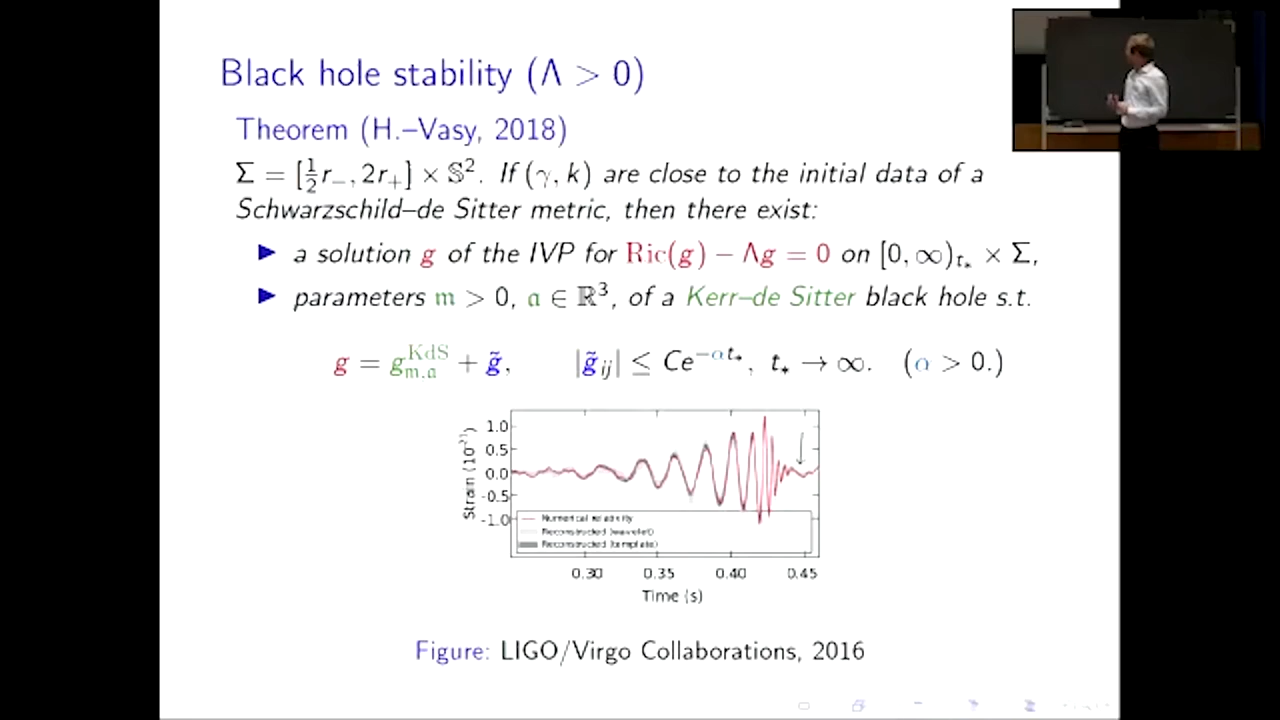 Black hole stability (Λ > 0)
Theorem (H.–Vasy, 2018)
Σ = [½r₋, 2r₊] × 𝕊². If (γ, k) are close to the initial data of a
Schwarzschild–de Sitter metric, then there exist:
▶ a solution g of the IVP for Ric(g) − Λg = 0 on [0, ∞)ₜ⁎ × Σ,
▶ parameters 𝔪 > 0, 𝔞 ∈ ℝ³, of a Kerr–de Sitter black hole s.t.
g = g^{KdS}_{𝔪,𝔞} + g̃, |g̃ᵢⱼ| ≤ Ce^{−αt⁎}, t⁎ → ∞. (α > 0.)
Strain (10⁻²¹)
1.0
0.5
0.0
-0.5
-1.0
Numerical relativity
Reconstructed (wavelet)
Reconstructed (template)
0.30 0.35 0.40 0.45
Time (s)
Figure: LIGO/Virgo Collaborations, 2016